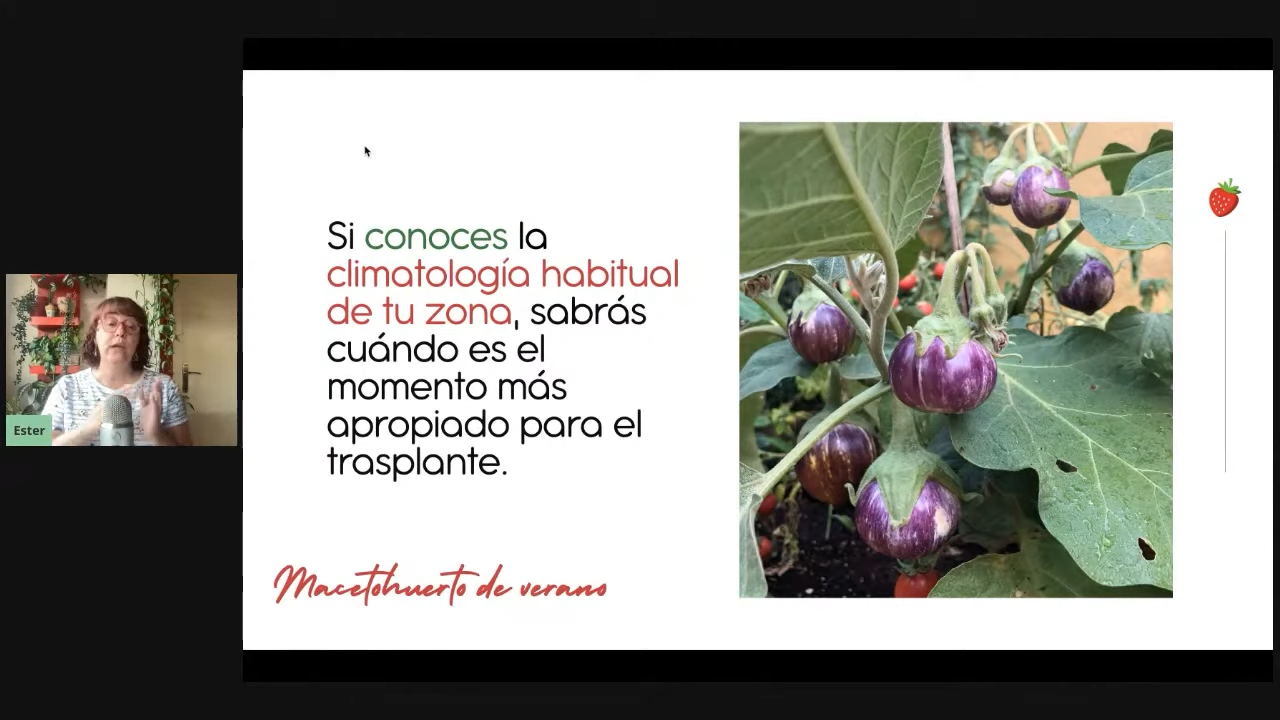 Si conoces la
climatología habitual
de tu zona, sabrás
cuándo es el
momento más
apropiado para el
trasplante.
Ester
Macetohuerto de verano